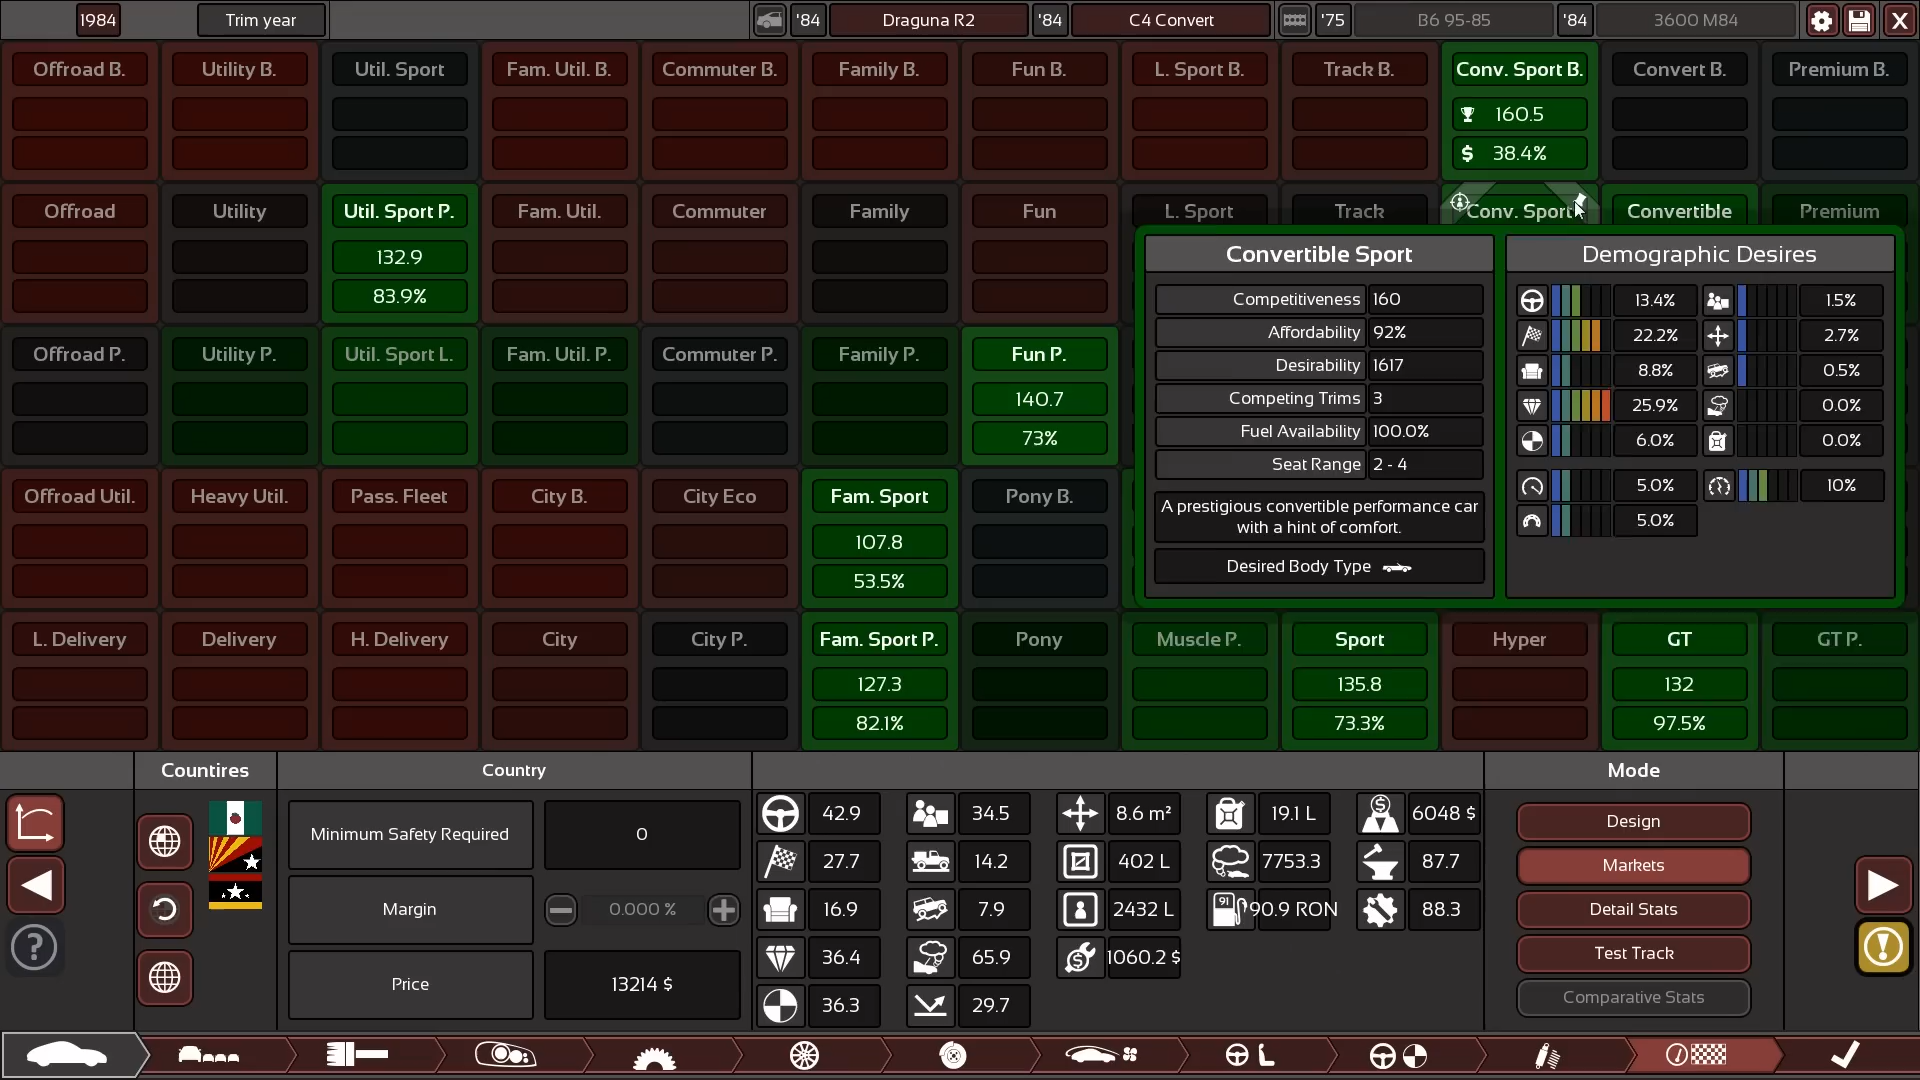 1984
Trim year
'84
Draguna R2
'84
C4 Convert
'75
B6 95-85
'84
3600 M84
Offroad B.
Utility B.
Util. Sport
Fam. Util. B.
Commuter B.
Family B.
Fun B.
L. Sport B.
Track B.
Conv. Sport B.
Convert B.
Premium B.
160.5
$ 38.4%
Offroad
Utility
Util. Sport P.
Fam. Util.
Commuter
Family
Fun
L. Sport
Track
Conv. Sport
Convertible
Premium
132.9
83.9%
Offroad P.
Utility P.
Util. Sport L.
Fam. Util. P.
Commuter P.
Family P.
Fun P.
140.7
73%
Convertible Sport
Competitiveness 160
Affordability 92%
Desirability 1617
Competing Trims 3
Fuel Availability 100.0%
Seat Range 2 - 4
A prestigious convertible performance car
with a hint of comfort.
Desired Body Type
Demographic Desires
13.4%
1.5%
22.2%
2.7%
8.8%
0.5%
25.9%
0.0%
6.0%
0.0%
5.0%
10%
5.0%
Offroad Util.
Heavy Util.
Pass. Fleet
City B.
City Eco
Fam. Sport
Pony B.
107.8
53.5%
L. Delivery
Delivery
H. Delivery
City
City P.
Fam. Sport P.
Pony
Muscle P.
Sport
Hyper
GT
GT P.
127.3
135.8
132
82.1%
73.3%
97.5%
Countires
Country
Mode
Minimum Safety Required
0
Margin
0.000 %
Price
13214 $
42.9
34.5
8.6 m²
19.1 L
6048 $
27.7
14.2
402 L
7753.3
87.7
16.9
7.9
2432 L
91
90.9 RON
88.3
36.4
65.9
1060.2 $
36.3
29.7
Design
Markets
Detail Stats
Test Track
Comparative Stats